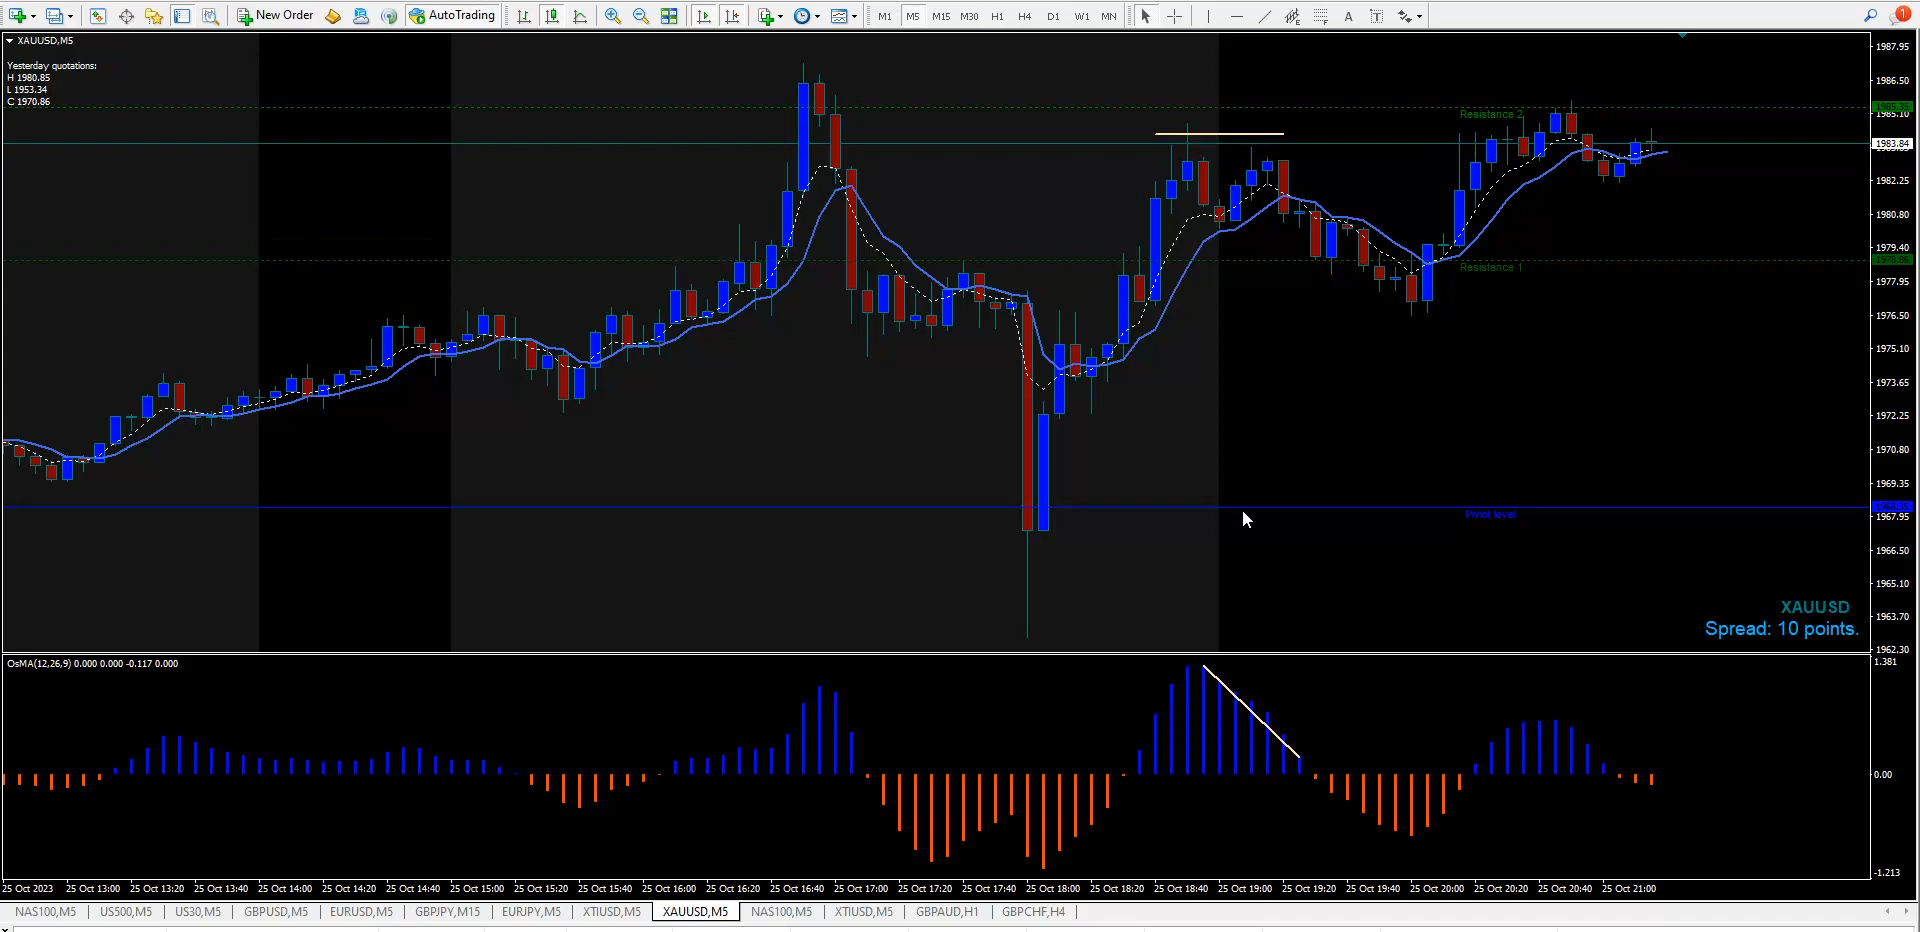 New Order
AutoTrading
M1 M5 M15 M30 H1 H4 D1 W1 MN
A
T
1
XAUUSD,M5
Yesterday quotations:
H 1980.85
L 1953.34
C 1970.86
Resistance 2
Resistance 1
Pivot level
XAUUSD
Spread: 10 points.
1987.95
1986.50
1985.35
1985.10
1983.84
1982.25
1980.80
1979.40
1978.86
1977.95
1976.50
1975.10
1973.65
1972.25
1970.80
1969.35
1967.95
1966.50
1965.10
1963.70
1962.30
OsMA(12,26,9) 0.000 0.000 -0.117 0.000
1.381
0.00
-1.213
25 Oct 2023 25 Oct 13:00 25 Oct 13:20 25 Oct 13:40 25 Oct 14:00 25 Oct 14:20 25 Oct 14:40 25 Oct 15:00 25 Oct 15:20 25 Oct 15:40 25 Oct 16:00 25 Oct 16:20 25 Oct 16:40 25 Oct 17:00 25 Oct 17:20 25 Oct 17:40 25 Oct 18:00 25 Oct 18:20 25 Oct 18:40 25 Oct 19:00 25 Oct 19:20 25 Oct 19:40 25 Oct 20:00 25 Oct 20:20 25 Oct 20:40 25 Oct 21:00
NAS100,M5 US500,M5 US30,M5 GBPUSD,M5 EURUSD,M5 GBPJPY,M15 EURJPY,M5 XTIUSD,M5 XAUUSD,M5 NAS100,M5 XTIUSD,M5 GBPAUD,H1 GBPCHF,H4